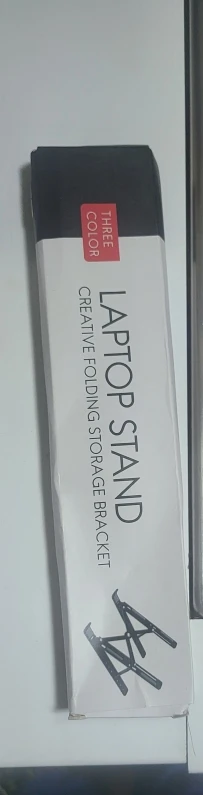 THREE
COLOR
LAPTOP STAND
CREATIVE FOLDING STORAGE BRACKET